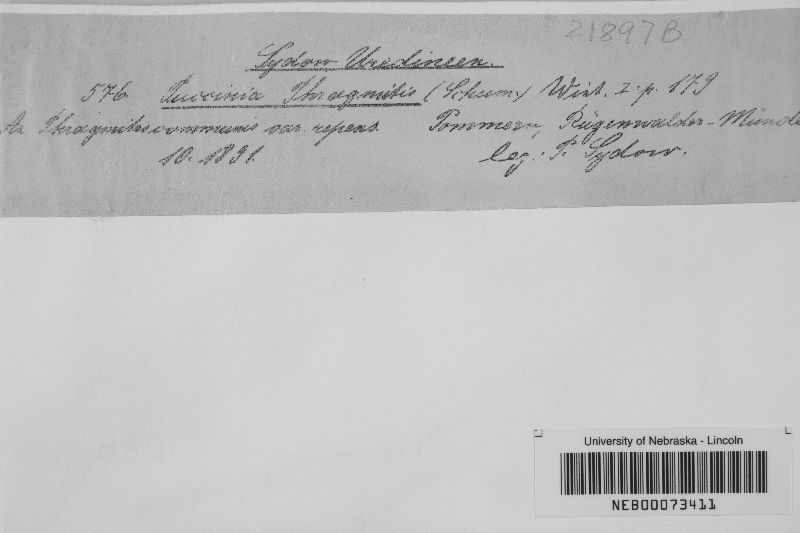 21897B
Sydow Uredineen.
576 Puccinia Phragmitis (Schum.) Wint. I. p. 179
An Phragmites communis var. repens Pommern, Rügenwalder-Münde
10. 1891. leg. P. Sydow.
University of Nebraska - Lincoln
NEB00073411